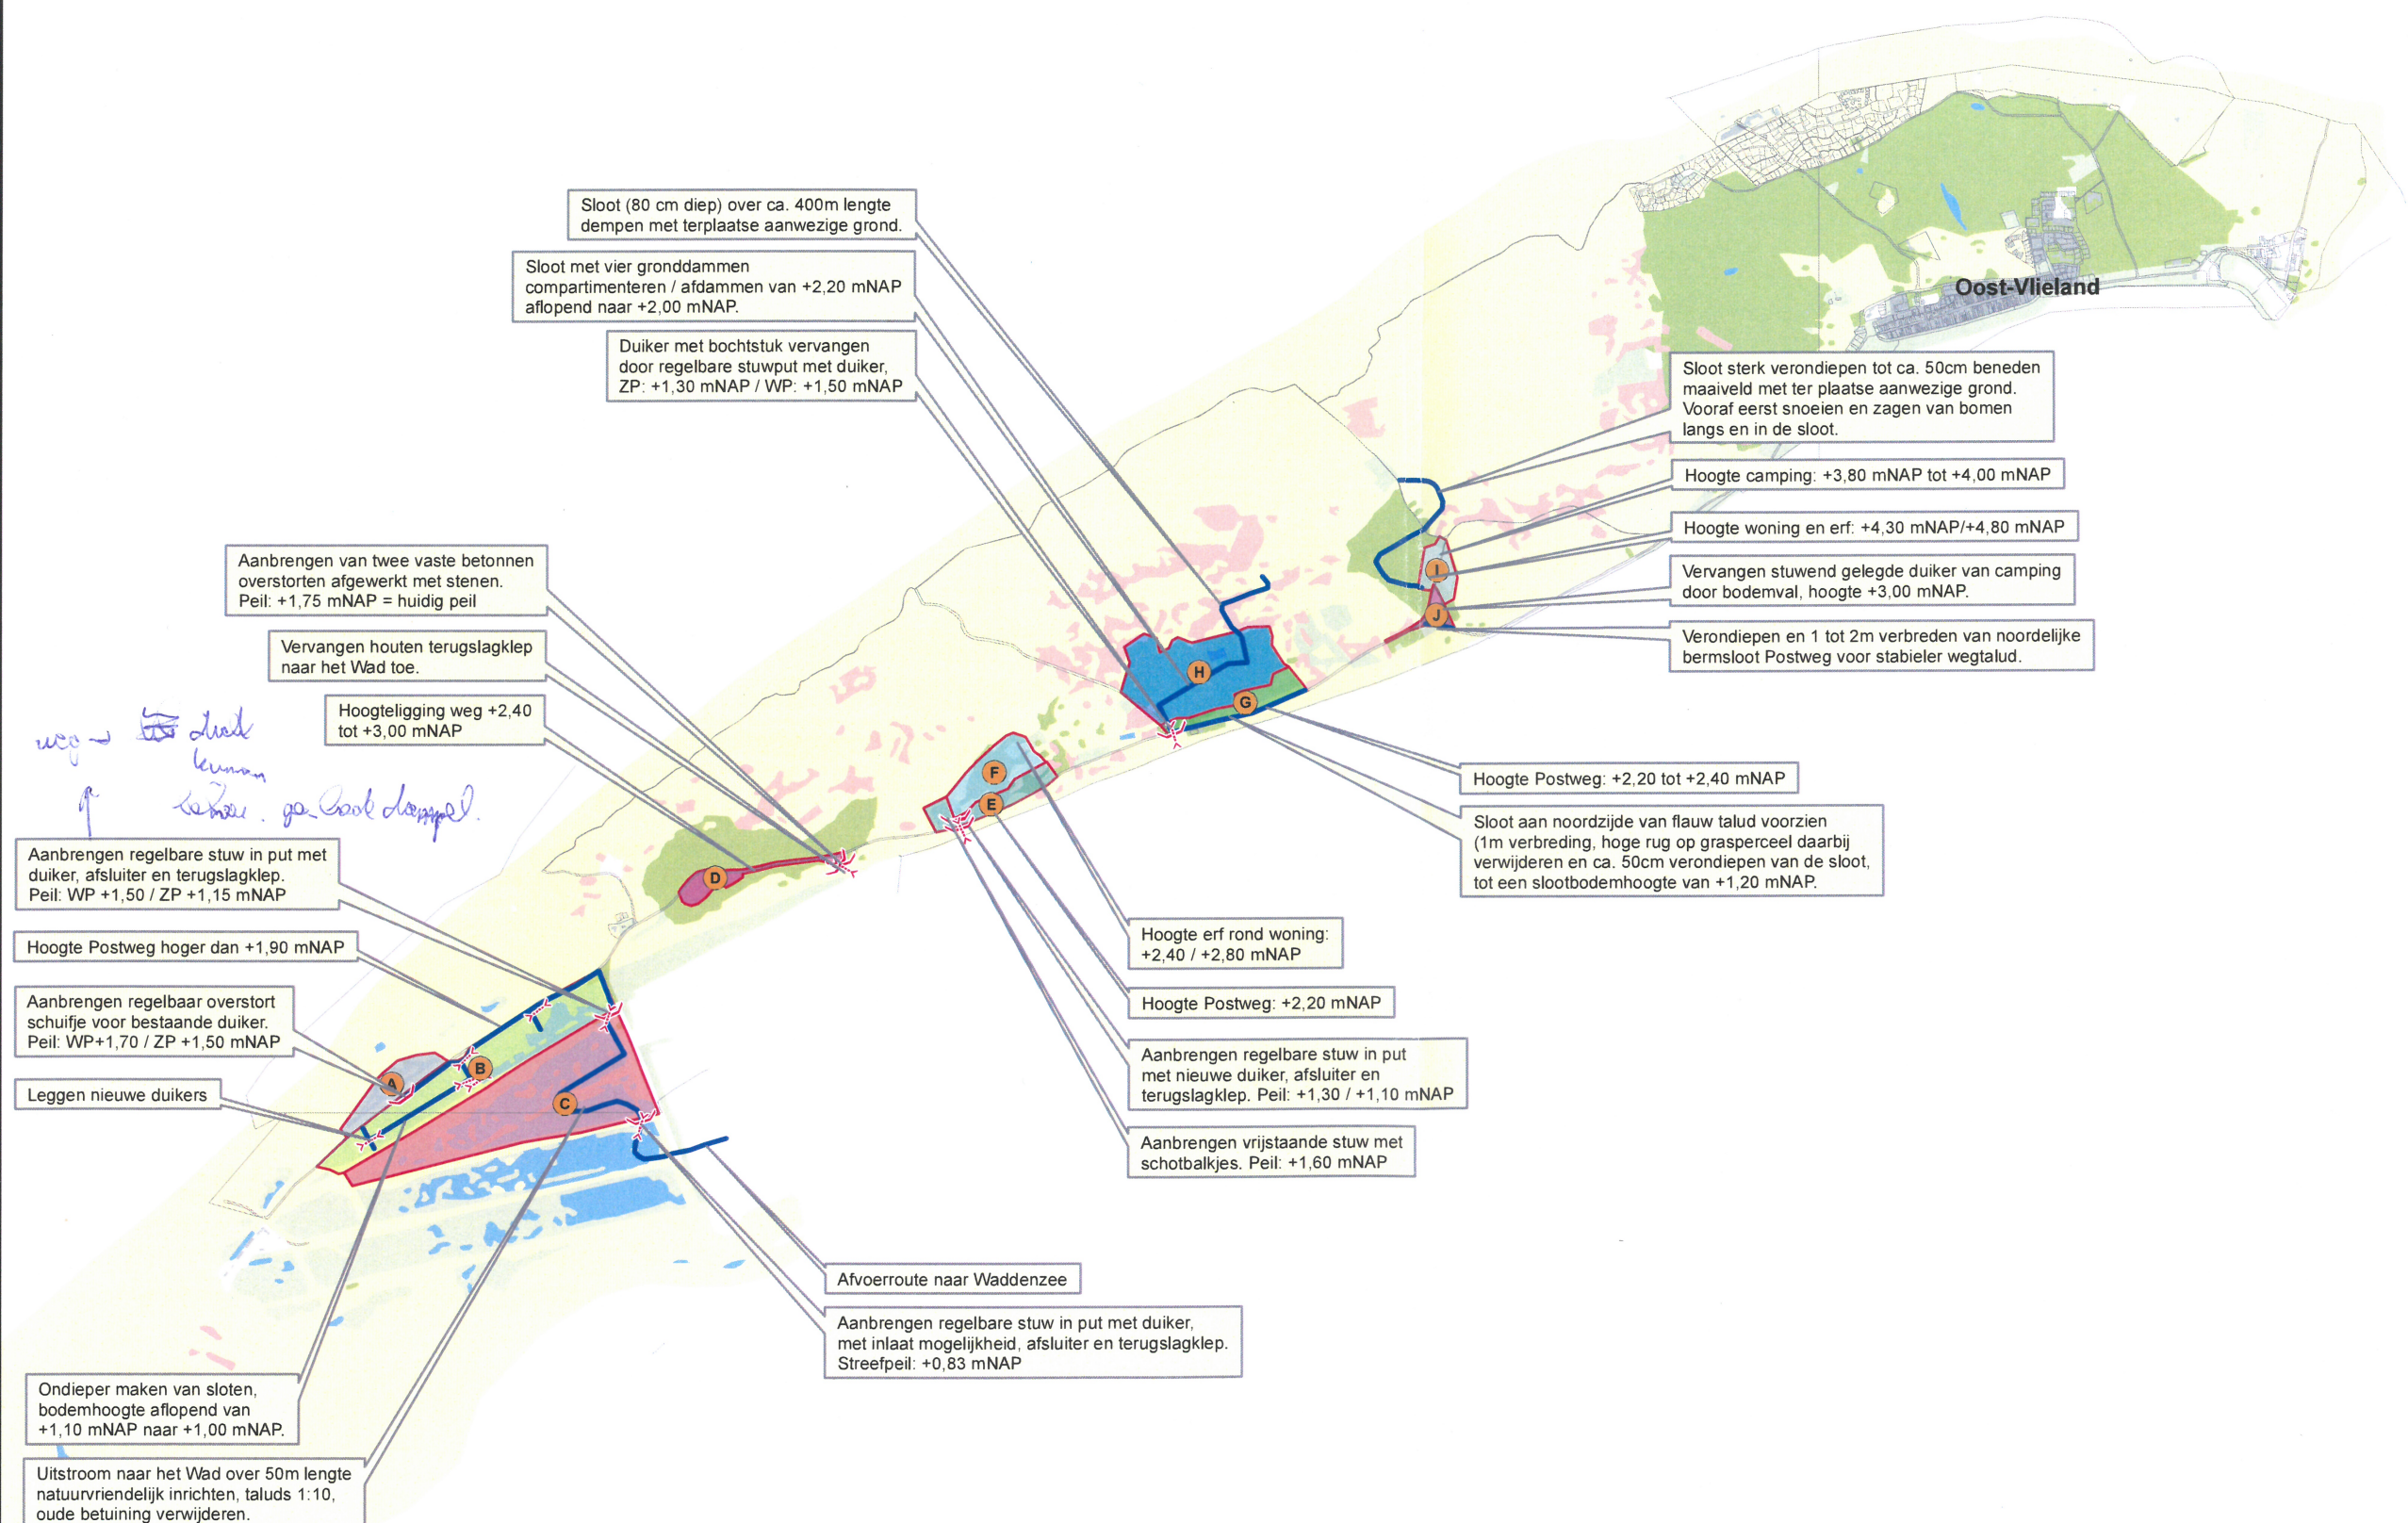 Oost-Vlieland
Sloot (80 cm diep) over ca. 400m lengte
dempen met terplaatse aanwezige grond.
Sloot met vier gronddammen
compartimenteren / afdammen van +2,20 mNAP
aflopend naar +2,00 mNAP.
Duiker met bochtstuk vervangen
door regelbare stuwput met duiker,
ZP: +1,30 mNAP / WP: +1,50 mNAP
Sloot sterk verondiepen tot ca. 50cm beneden
maaiveld met ter plaatse aanwezige grond.
Vooraf eerst snoeien en zagen van bomen
langs en in de sloot.
Hoogte camping: +3,80 mNAP tot +4,00 mNAP
Hoogte woning en erf: +4,30 mNAP/+4,80 mNAP
Vervangen stuwend gelegde duiker van camping
door bodemval, hoogte +3,00 mNAP.
Verondiepen en 1 tot 2m verbreden van noordelijke
bermsloot Postweg voor stabieler wegtalud.
Aanbrengen van twee vaste betonnen
overstorten afgewerkt met stenen.
Peil: +1,75 mNAP = huidig peil
Vervangen houten terugslagklep
naar het Wad toe.
Hoogteligging weg +2,40
tot +3,00 mNAP
weg
I
J
H
G
F
E
D
A
B
C
Hoogte Postweg: +2,20 tot +2,40 mNAP
Sloot aan noordzijde van flauw talud voorzien
(1m verbreding, hoge rug op grasperceel daarbij
verwijderen en ca. 50cm verondiepen van de sloot,
tot een slootbodemhoogte van +1,20 mNAP.
Aanbrengen regelbare stuw in put met
duiker, afsluiter en terugslagklep.
Peil: WP +1,50 / ZP +1,15 mNAP
Hoogte Postweg hoger dan +1,90 mNAP
Aanbrengen regelbaar overstort
schuifje voor bestaande duiker.
Peil: WP+1,70 / ZP +1,50 mNAP
Leggen nieuwe duikers
Hoogte erf rond woning:
+2,40 / +2,80 mNAP
Hoogte Postweg: +2,20 mNAP
Aanbrengen regelbare stuw in put
met nieuwe duiker, afsluiter en
terugslagklep. Peil: +1,30 / +1,10 mNAP
Aanbrengen vrijstaande stuw met
schotbalkjes. Peil: +1,60 mNAP
Afvoerroute naar Waddenzee
Aanbrengen regelbare stuw in put met duiker,
met inlaat mogelijkheid, afsluiter en terugslagklep.
Streefpeil: +0,83 mNAP
Ondieper maken van sloten,
bodemhoogte aflopend van
+1,10 mNAP naar +1,00 mNAP.
Uitstroom naar het Wad over 50m lengte
natuurvriendelijk inrichten, taluds 1:10,
oude betuining verwijderen.